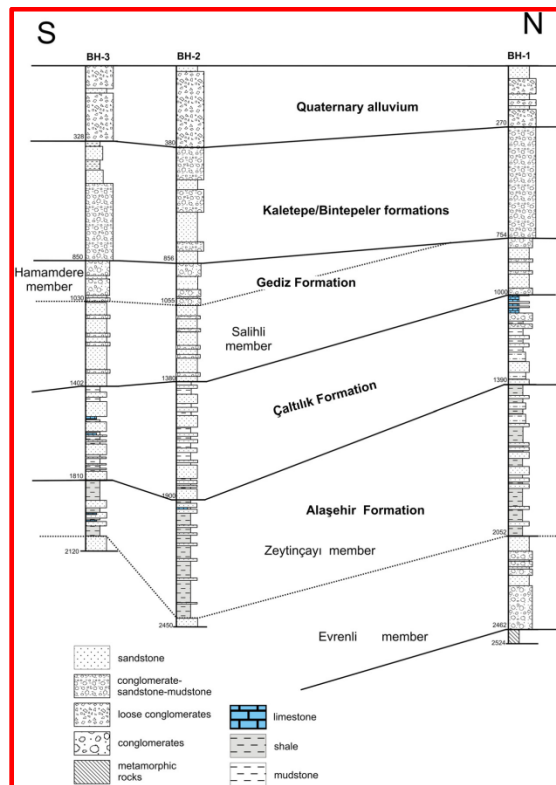 S
N
BH-3
BH-2
BH-1
Quaternary alluvium
328
380
270
Kaletepe/Bintepeler formations
850
856
754
Hamamdere
member
Gediz Formation
1030
1055
1000
Salihli
member
1402
1380
1390
Çaltılık Formation
1810
1900
Alaşehir Formation
2052
Zeytinçayı member
2120
2450
Evrenli member
2462
2524
sandstone
conglomerate-
sandstone-mudstone
loose conglomerates
conglomerates
metamorphic
rocks
limestone
shale
mudstone